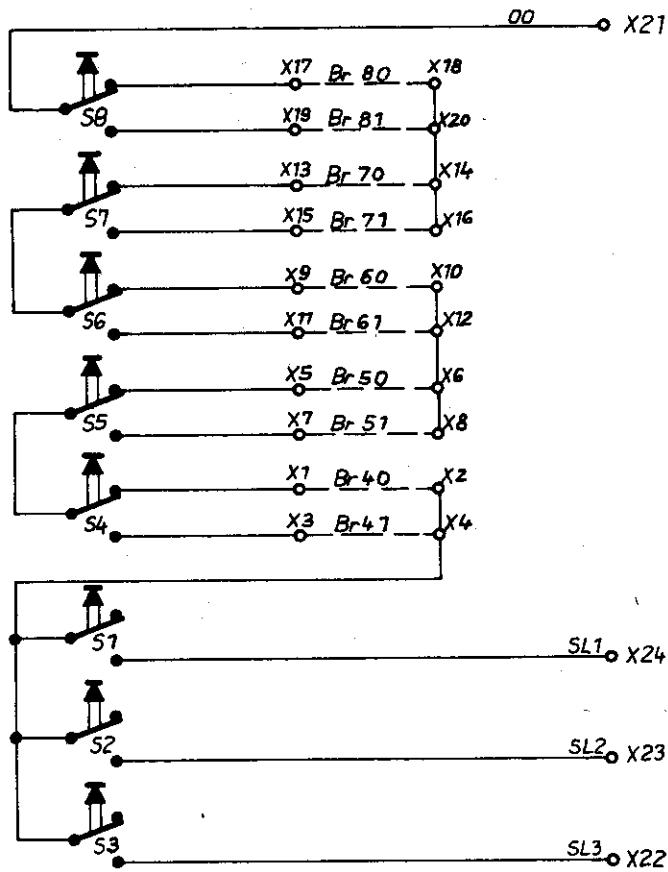 00 X21
X17 Br 80 X18
S8 X19 Br 81 X20
X13 Br 70 X14
S7 X15 Br 71 X16
X9 Br 60 X10
S6 X11 Br 61 X12
X5 Br 50 X6
S5 X7 Br 51 X8
X1 Br 40 X2
S4 X3 Br 41 X4
S1
SL1 X24
S2
SL2 X23
S3
SL3 X22